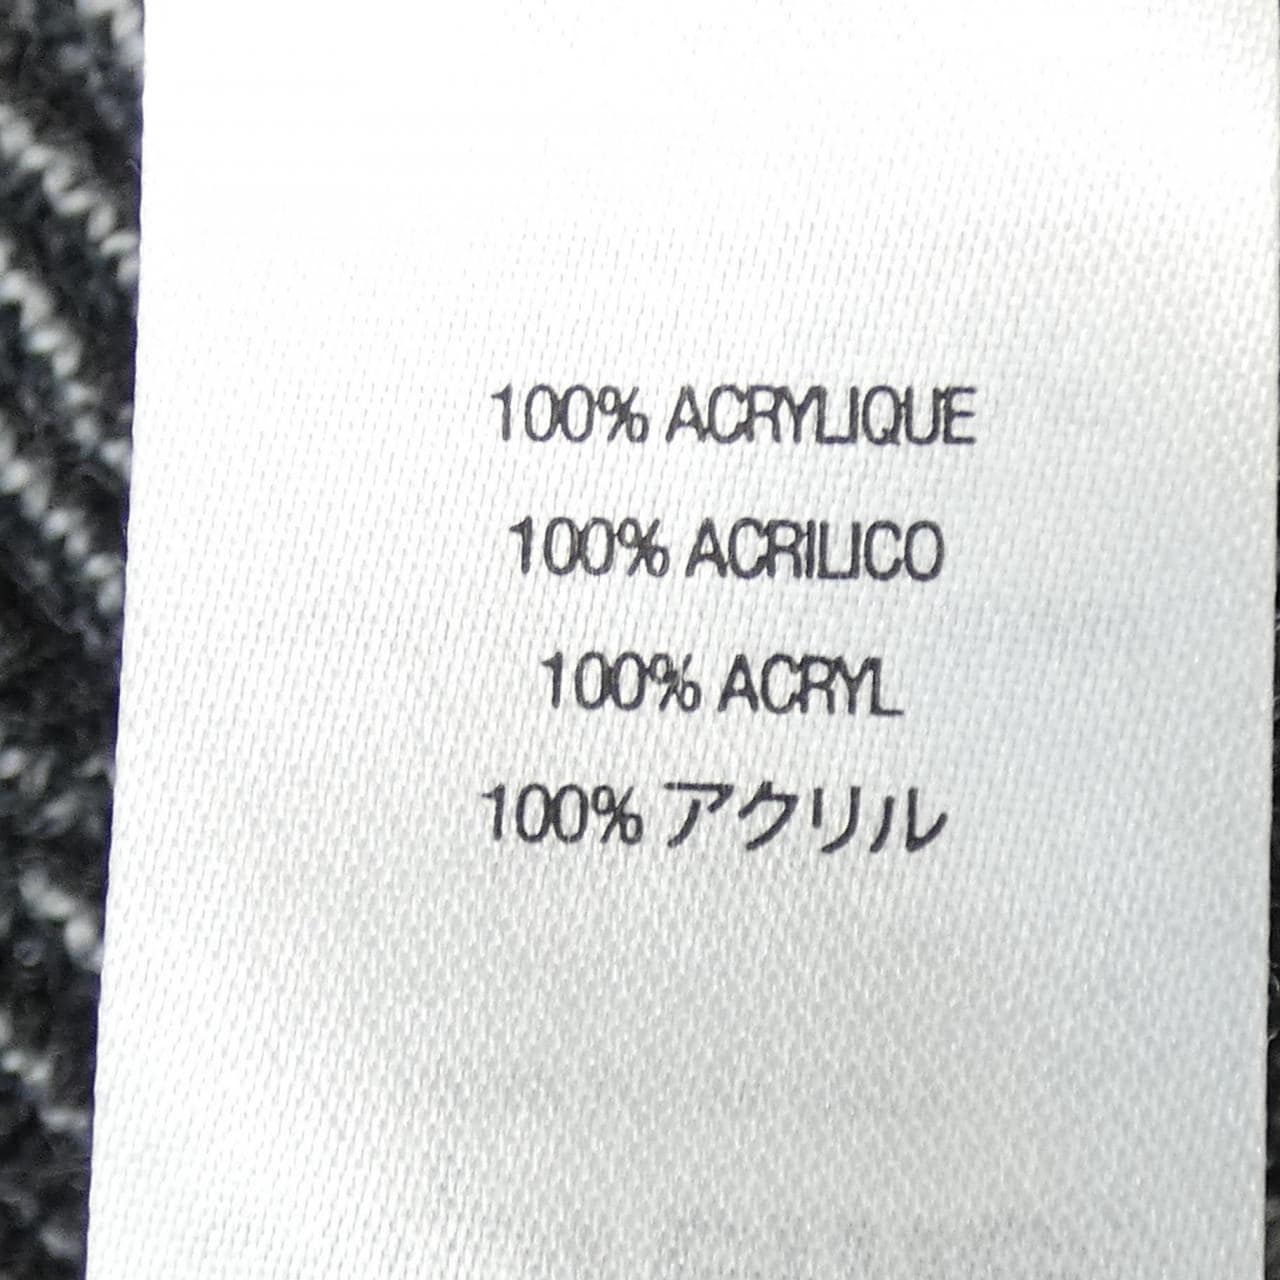 100% ACRYLIQUE
100% ACRILICO
100% ACRYL
100% アクリル